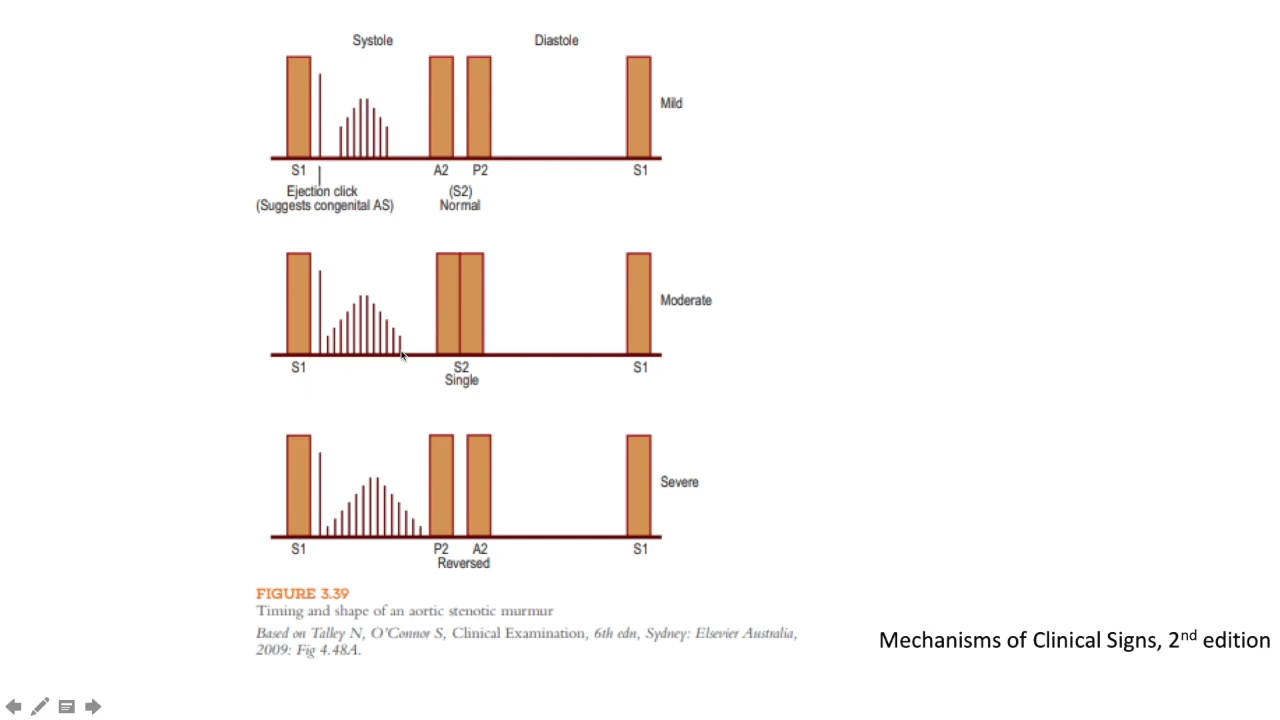 Systole Diastole
Mild
S1 A2 P2 S1
Ejection click (S2)
(Suggests congenital AS) Normal
Moderate
S1 S2 S1
Single
Severe
S1 P2 A2 S1
Reversed
FIGURE 3.39
Timing and shape of an aortic stenotic murmur
Based on Talley N, O'Connor S, Clinical Examination, 6th edn, Sydney: Elsevier Australia,
2009: Fig 4.48A.
Mechanisms of Clinical Signs, 2nd edition